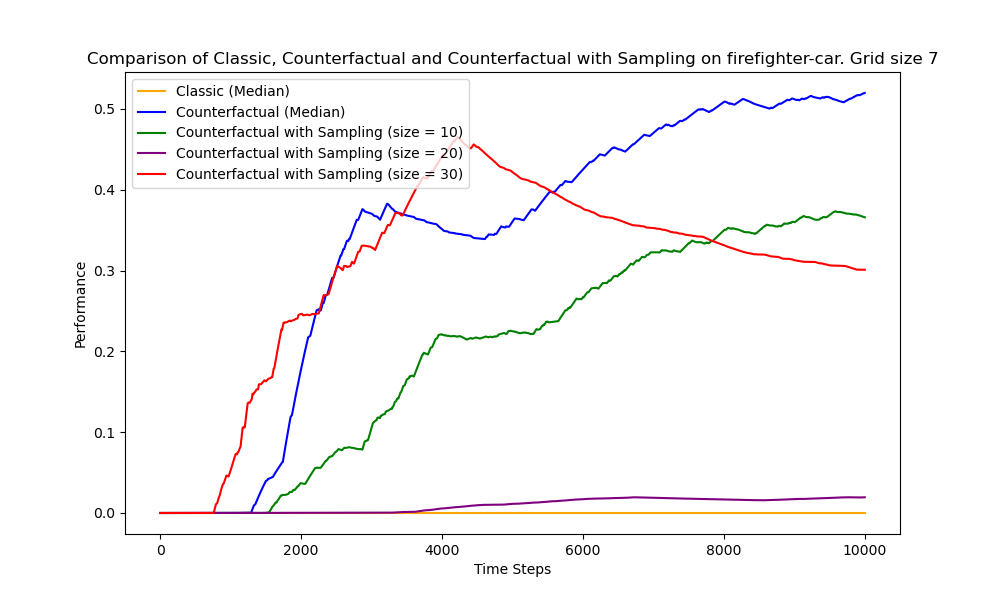 Comparison of Classic, Counterfactual and Counterfactual with Sampling on firefighter-car. Grid size 7
Classic (Median)
Counterfactual (Median)
Counterfactual with Sampling (size = 10)
Counterfactual with Sampling (size = 20)
Counterfactual with Sampling (size = 30)
Performance
0.5
0.4
0.3
0.2
0.1
0.0
0 2000 4000 6000 8000 10000
Time Steps